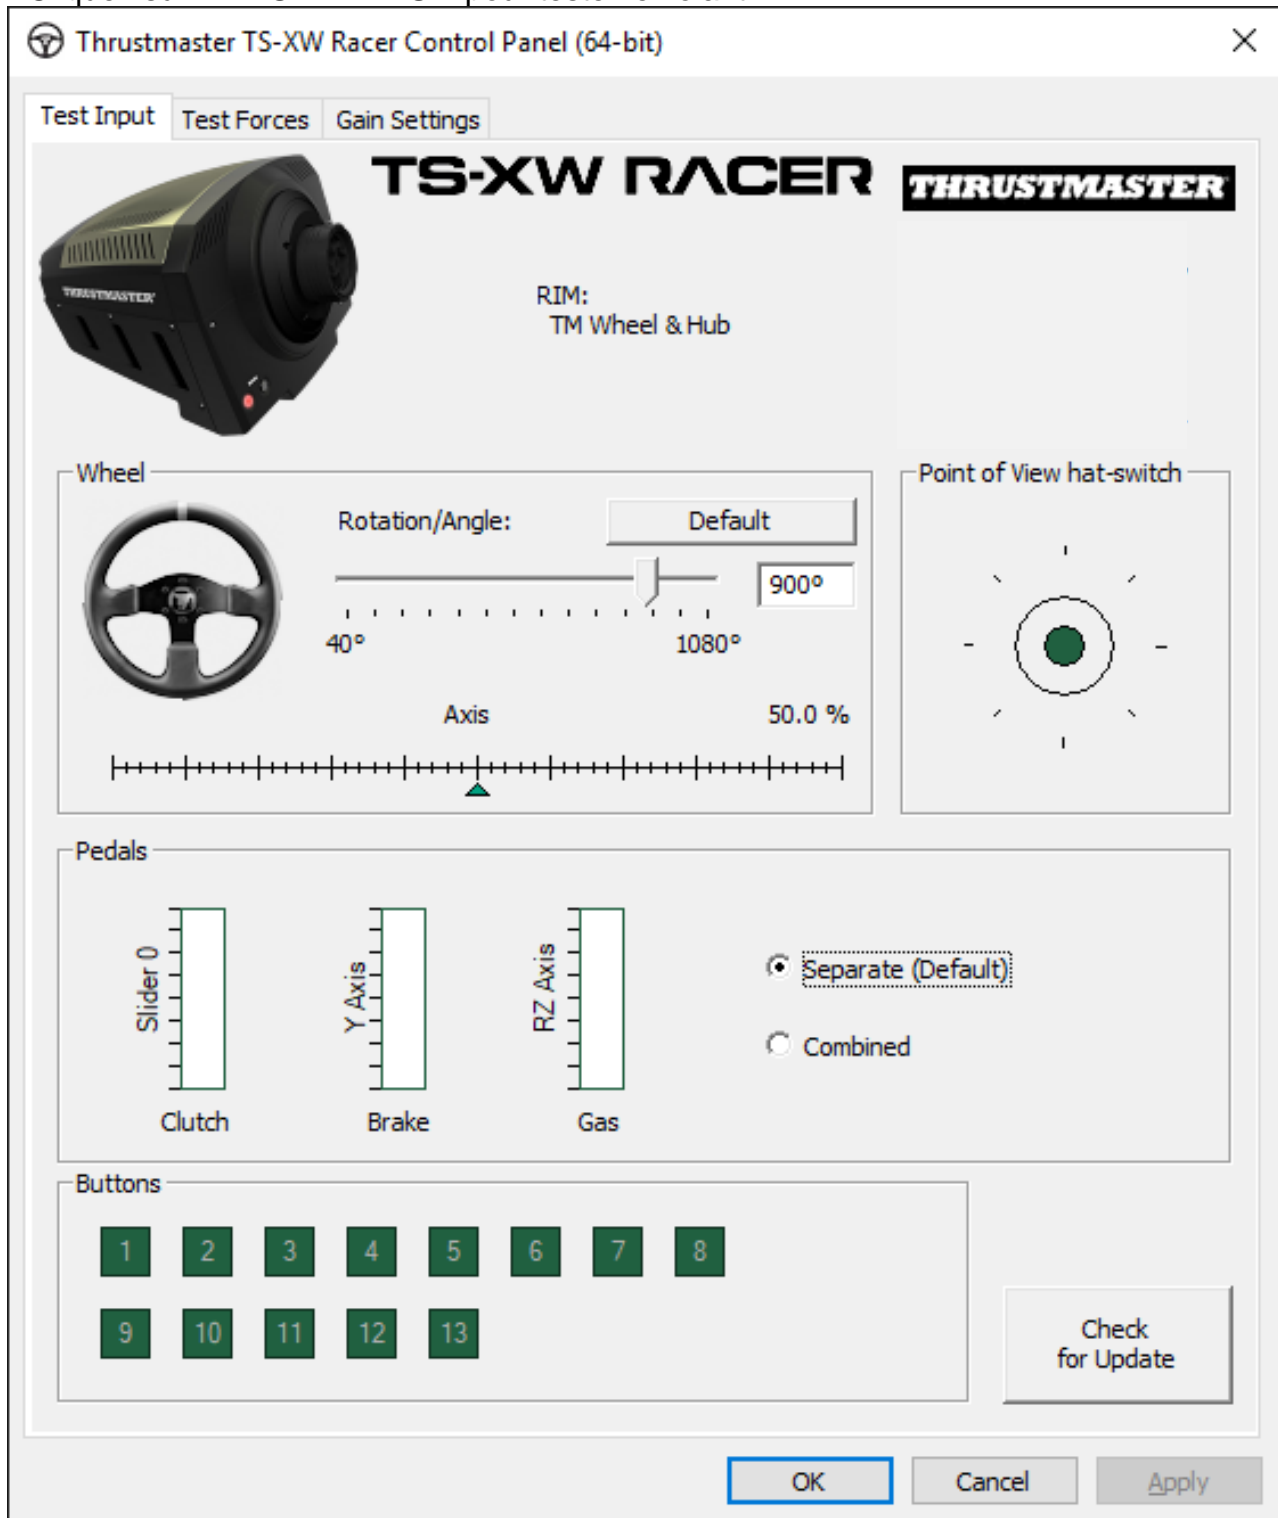 Thrustmaster TS-XW Racer Control Panel (64-bit)
Test Input
Test Forces
Gain Settings
TS-XW RACER
THRUSTMASTER
THRUSTMASTER
RIM:
TM Wheel & Hub
Wheel
Rotation/Angle:
Default
900°
40°
1080°
Axis
50.0 %
Point of View hat-switch
Pedals
Slider 0
Y Axis
RZ Axis
Separate (Default)
Combined
Clutch
Brake
Gas
Buttons
1 2 3 4 5 6 7 8
9 10 11 12 13
Check
for Update
OK
Cancel
Apply